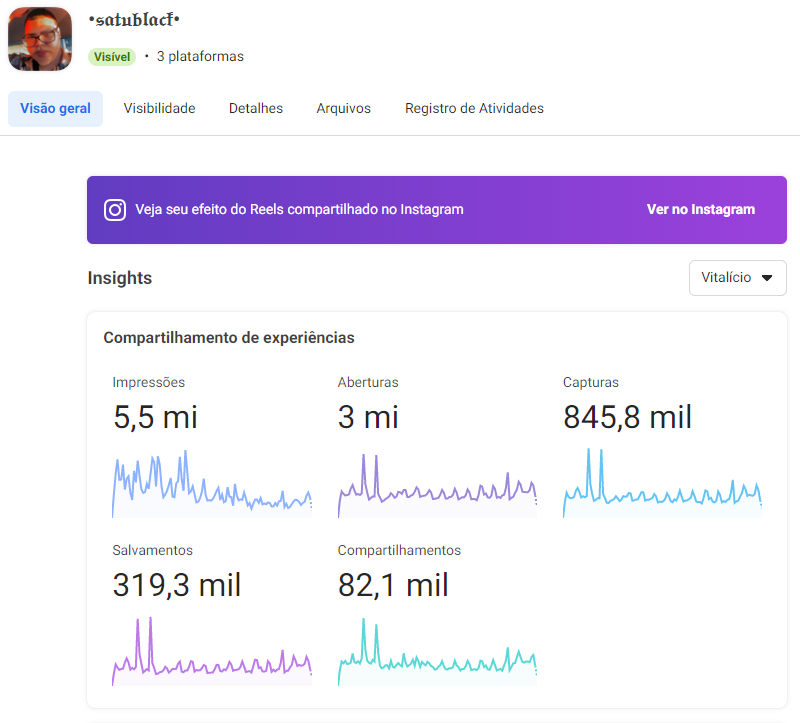 •𝖘𝖆𝖙𝖚𝖇𝖑𝖆𝖈𝖐•
Visível • 3 plataformas
Visão geral Visibilidade Detalhes Arquivos Registro de Atividades
Veja seu efeito do Reels compartilhado no Instagram Ver no Instagram
Insights Vitalício
Compartilhamento de experiências
Impressões Aberturas Capturas
5,5 mi 3 mi 845,8 mil
Salvamentos Compartilhamentos
319,3 mil 82,1 mil